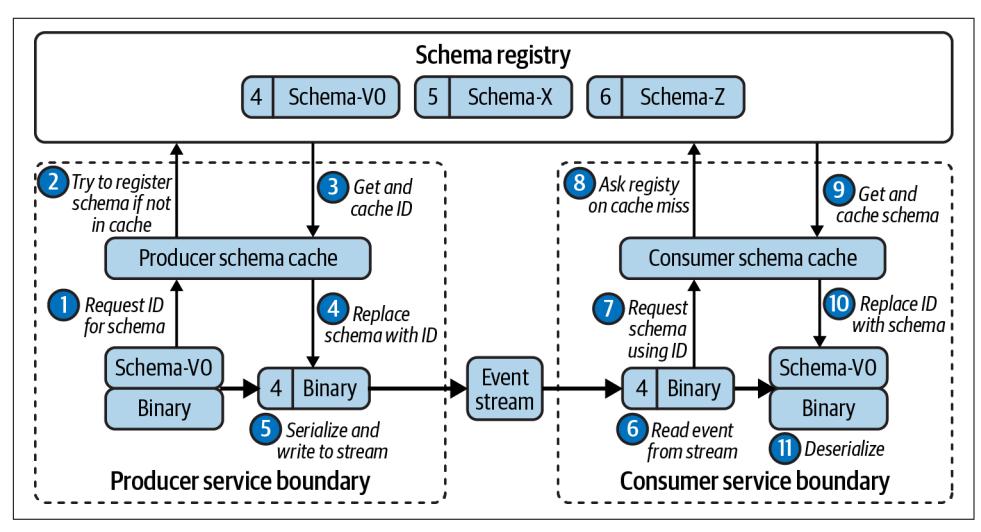 Schema registry
4 Schema-VO
5 Schema-X
6 Schema-Z
2 Try to register
schema if not
in cache
3 Get and
cache ID
8 Ask registy
on cache miss
9 Get and
cache schema
Producer schema cache
Consumer schema cache
1 Request ID
for schema
4 Replace
schema with ID
7 Request
schema
using ID
10 Replace ID
with schema
Schema-VO
Binary
4 Binary
Event
stream
4 Binary
Schema-VO
Binary
5 Serialize and
write to stream
6 Read event
from stream
11 Deserialize
Producer service boundary
Consumer service boundary